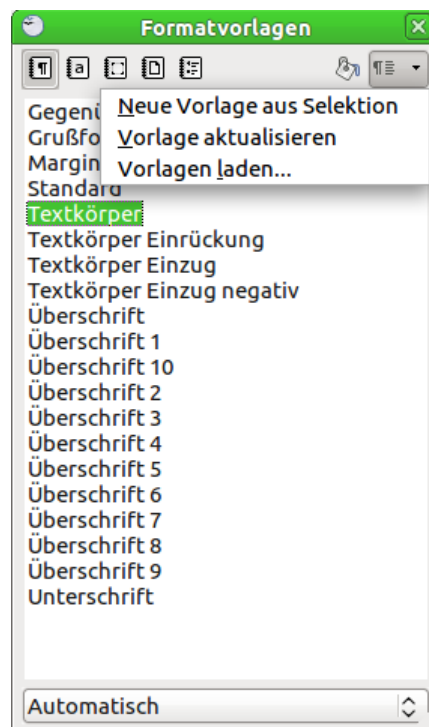 Formatvorlagen
Neue Vorlage aus Selektion
Vorlage aktualisieren
Vorlagen laden...
Standard
Textkörper
Textkörper Einrückung
Textkörper Einzug
Textkörper Einzug negativ
Überschrift
Überschrift 1
Überschrift 10
Überschrift 2
Überschrift 3
Überschrift 4
Überschrift 5
Überschrift 6
Überschrift 7
Überschrift 8
Überschrift 9
Unterschrift
Automatisch